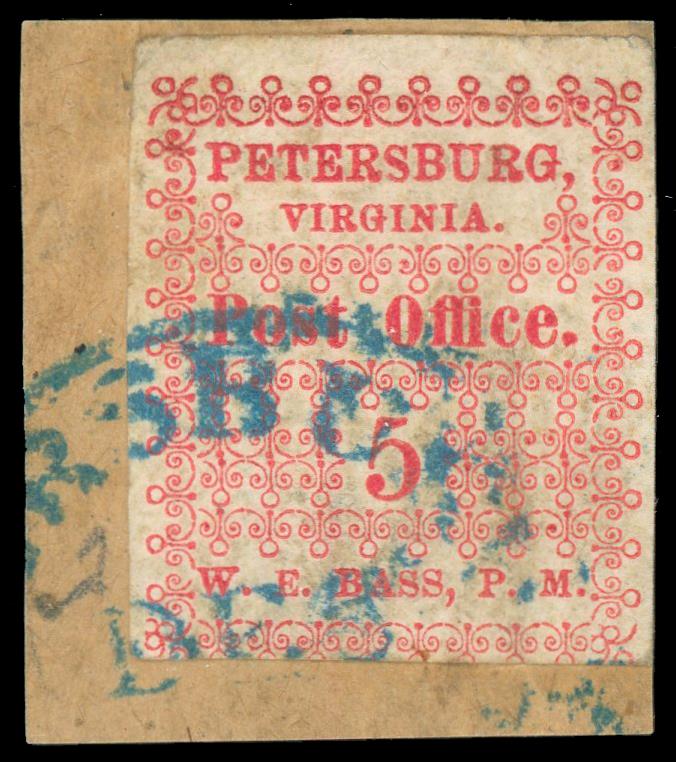 PETERSBURG,
VIRGINIA.
Post Office.
5
W. E. BASS, P. M.